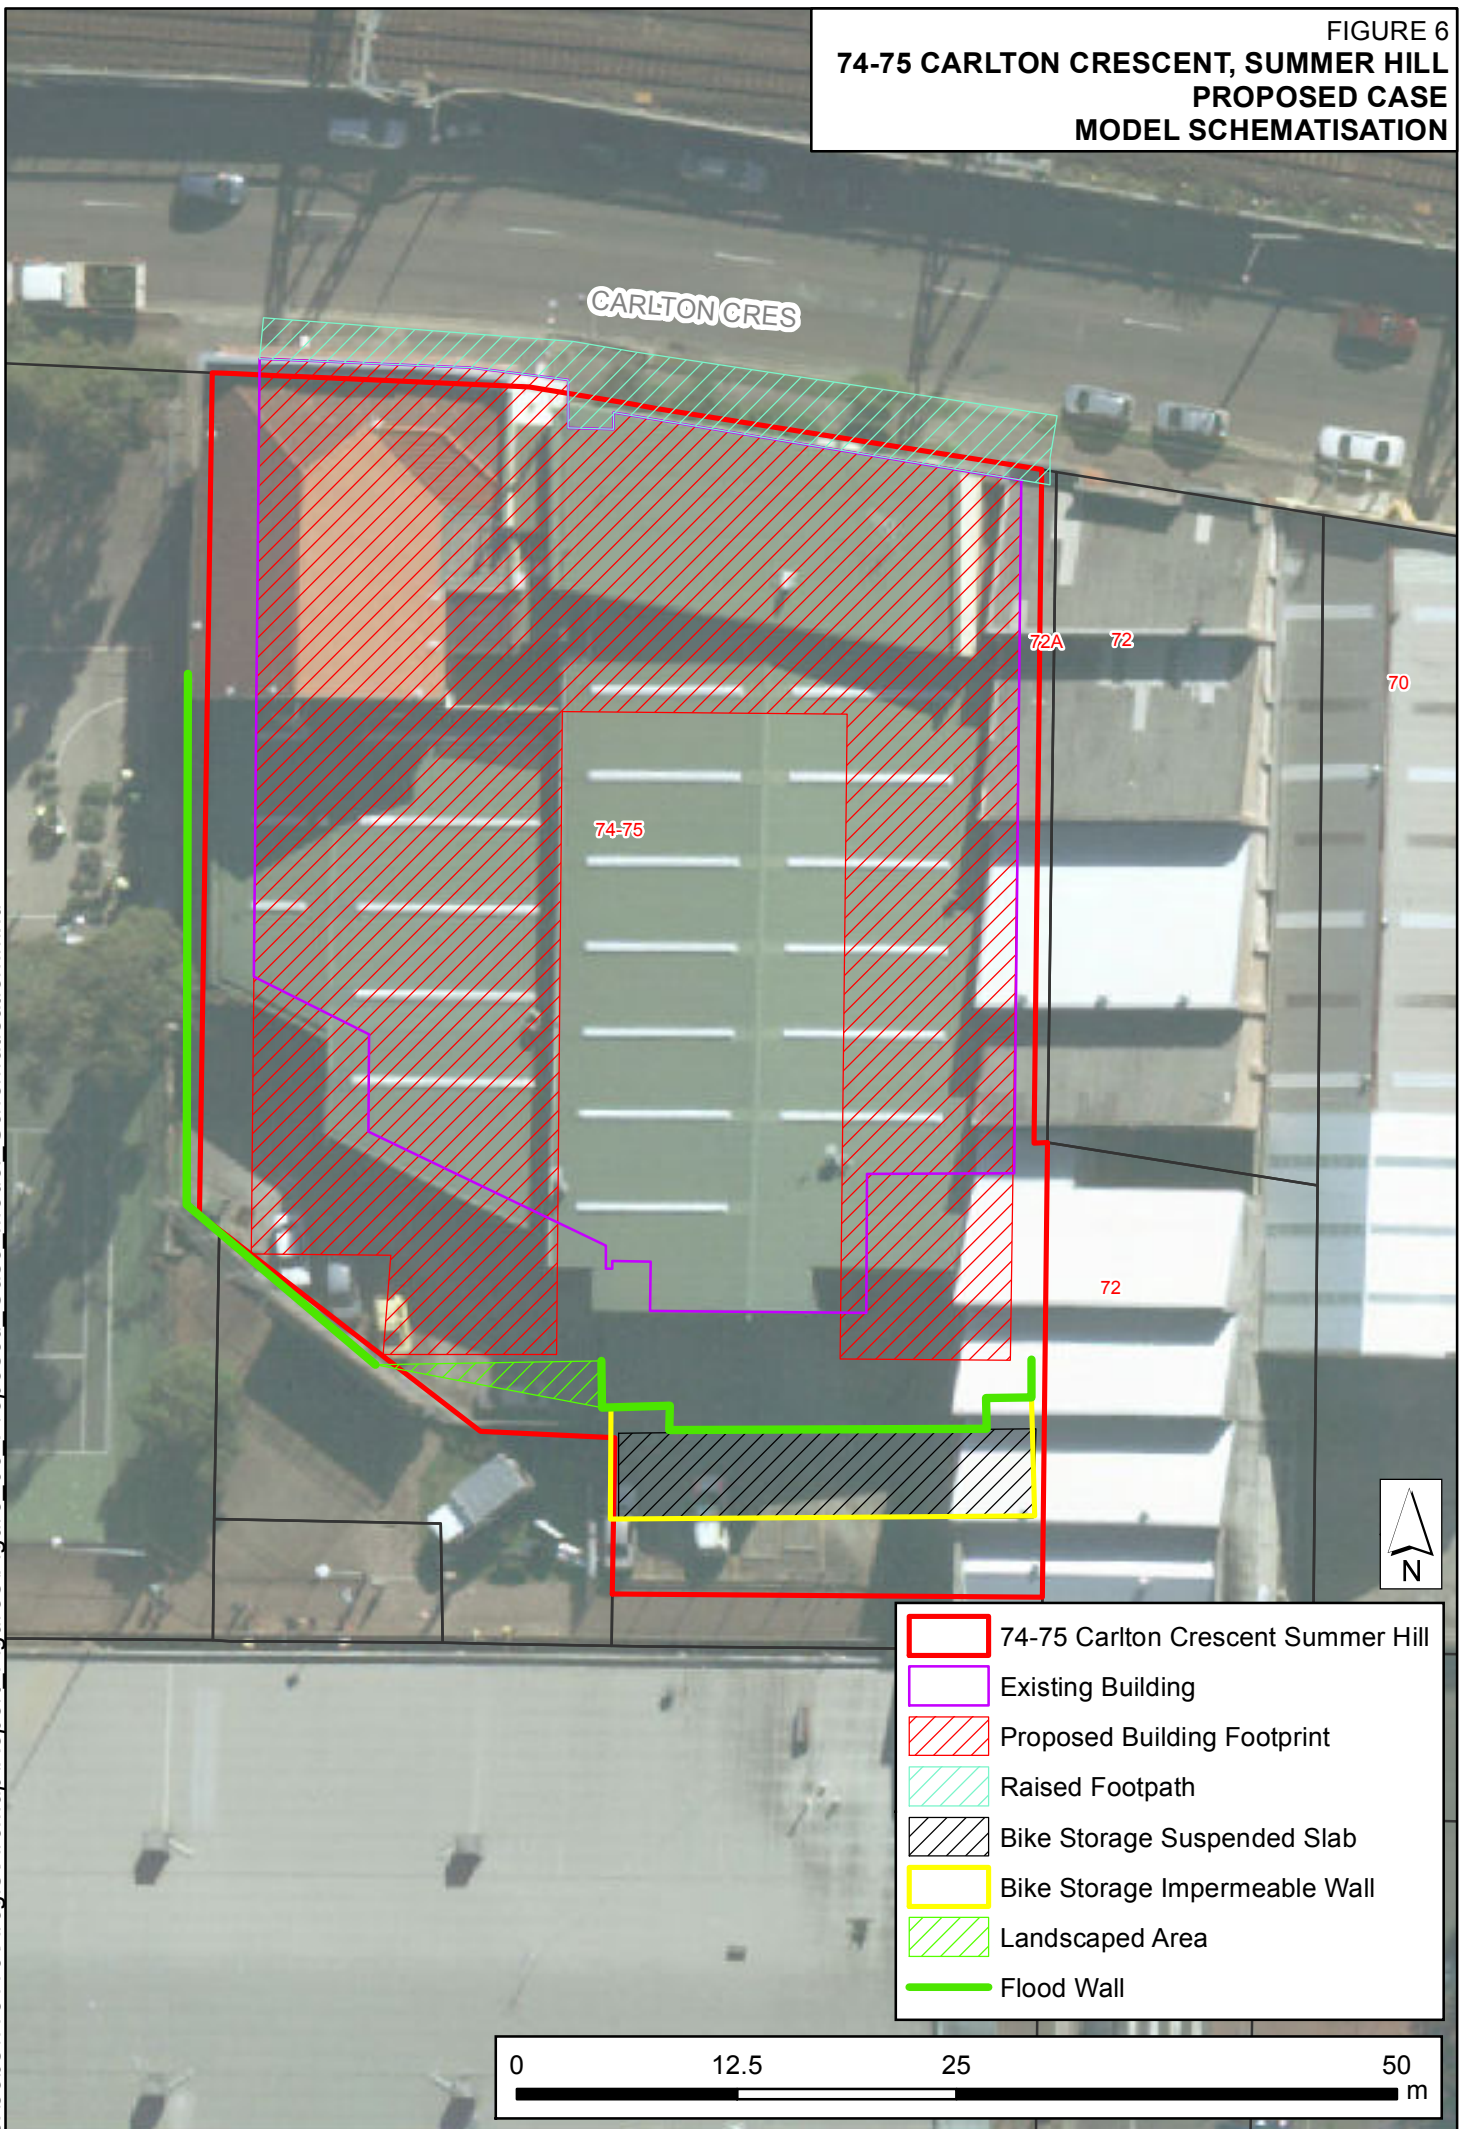 FIGURE 6
74-75 CARLTON CRESCENT, SUMMER HILL
PROPOSED CASE
MODEL SCHEMATISATION
CARLTON CRES
72A
72
70
74-75
72
N
74-75 Carlton Crescent Summer Hill
Existing Building
Proposed Building Footprint
Raised Footpath
Bike Storage Suspended Slab
Bike Storage Impermeable Wall
Landscaped Area
Flood Wall
0 12.5 25 50
m